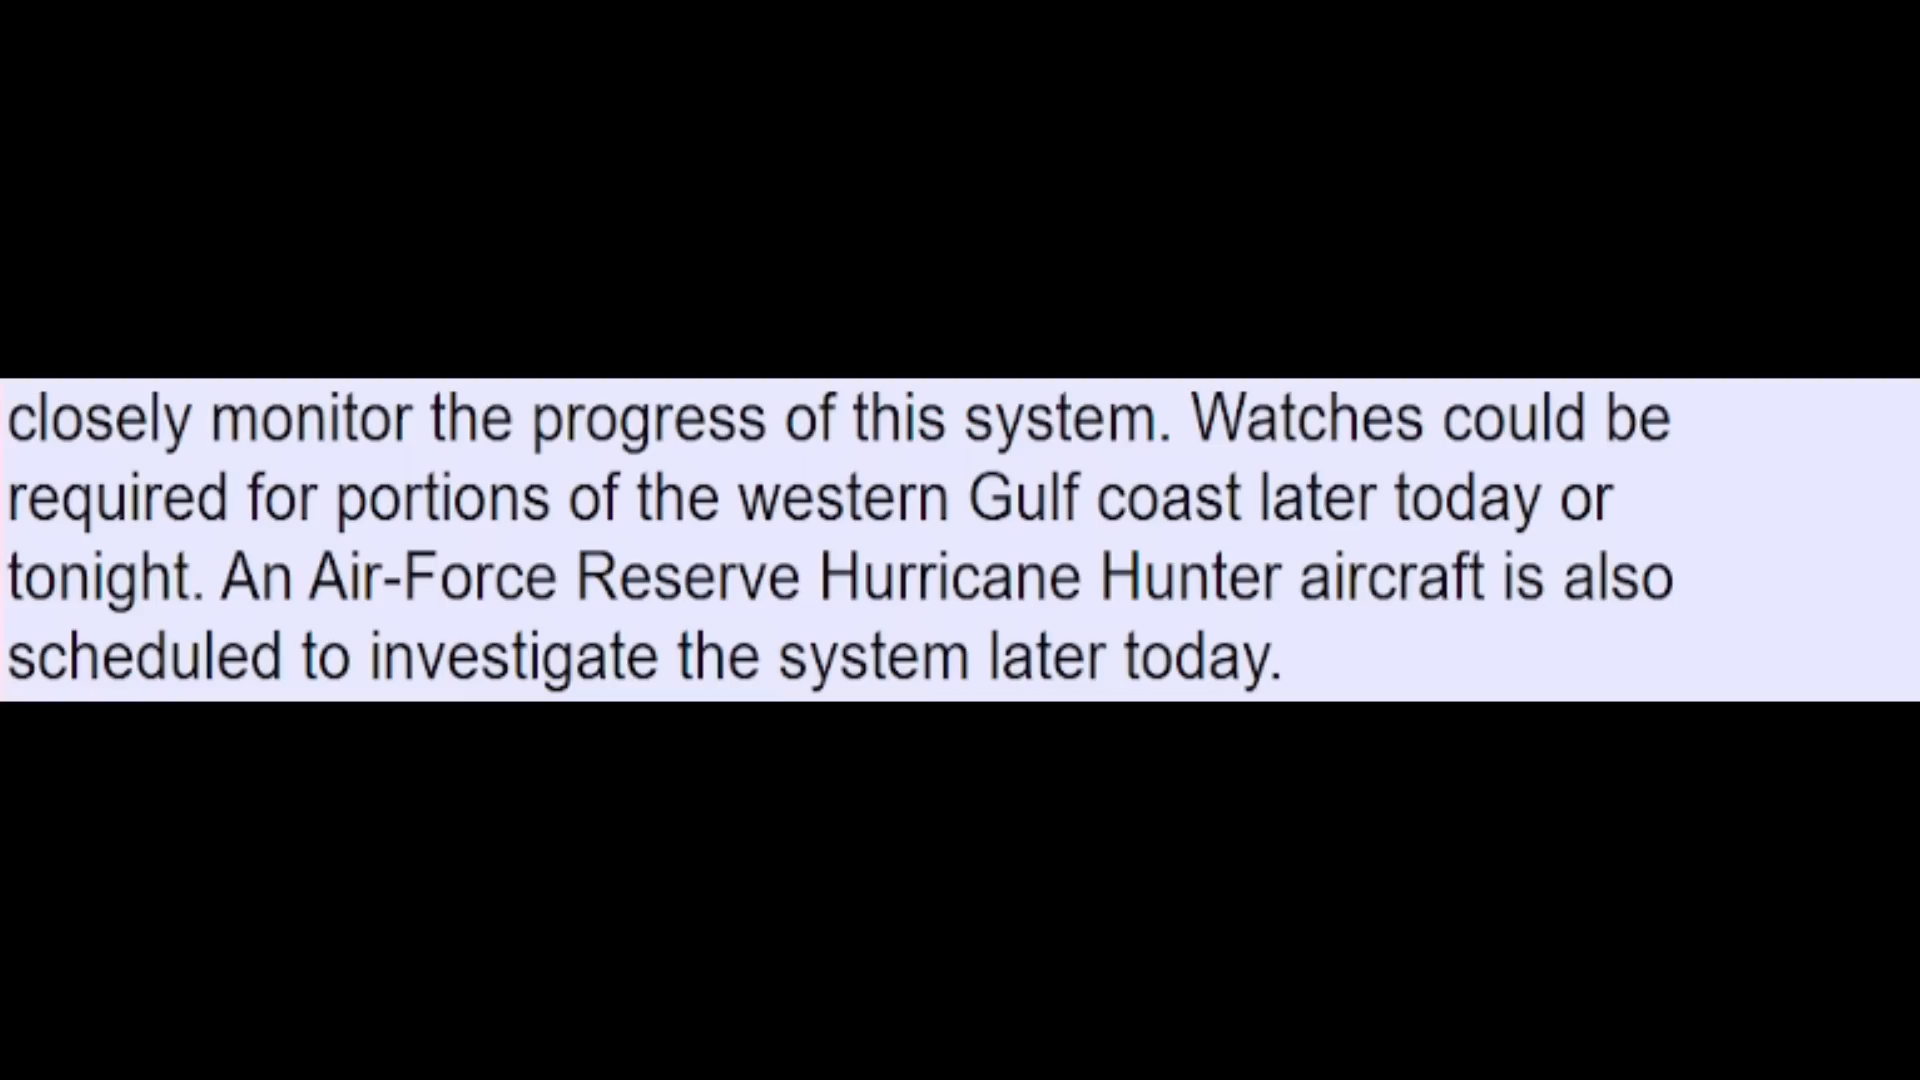 closely monitor the progress of this system. Watches could be
required for portions of the western Gulf coast later today or
tonight. An Air-Force Reserve Hurricane Hunter aircraft is also
scheduled to investigate the system later today.